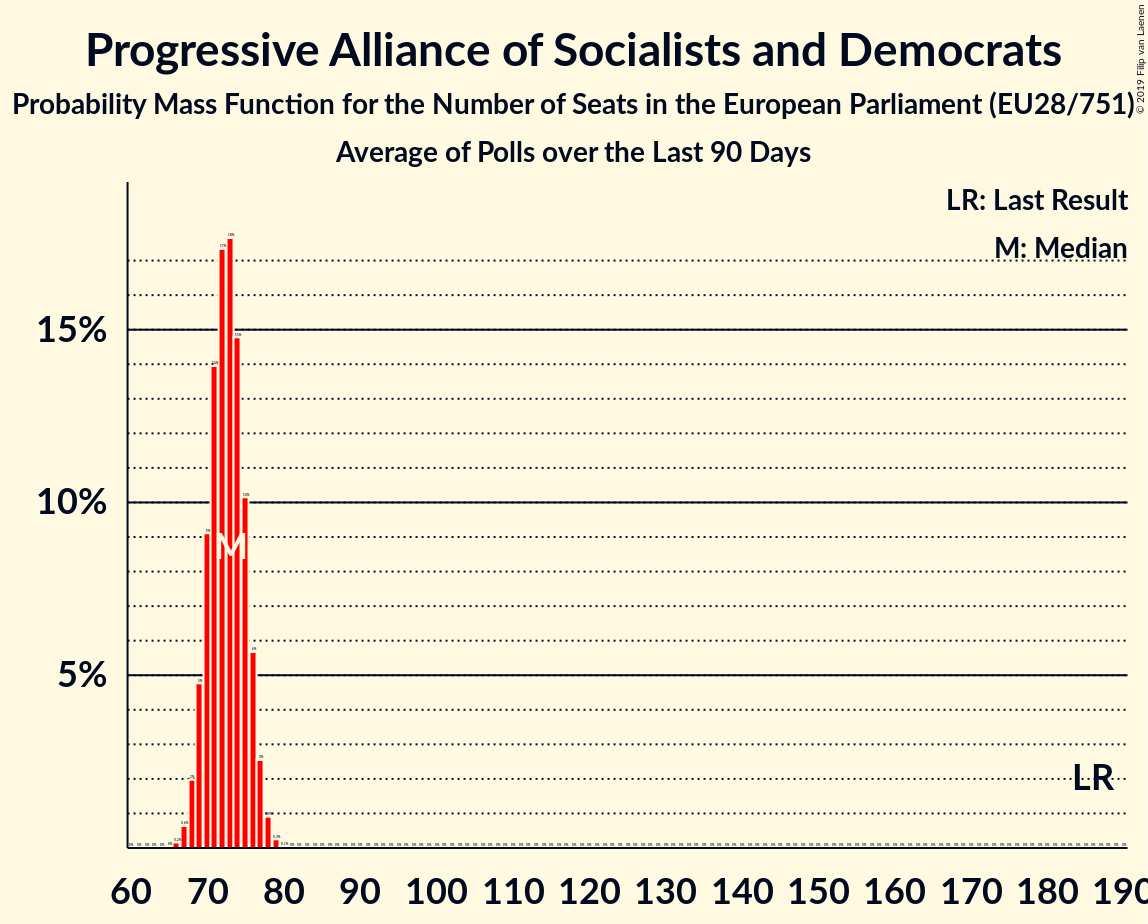 Progressive Alliance of Socialists and Democrats
Probability Mass Function for the Number of Seats in the European Parliament (EU28/751)
Average of Polls over the Last 90 Days
© 2019 Filip van Laenen
LR: Last Result
M: Median
15%
10%
5%
M
LR
60 70 80 90 100 110 120 130 140 150 160 170 180 190